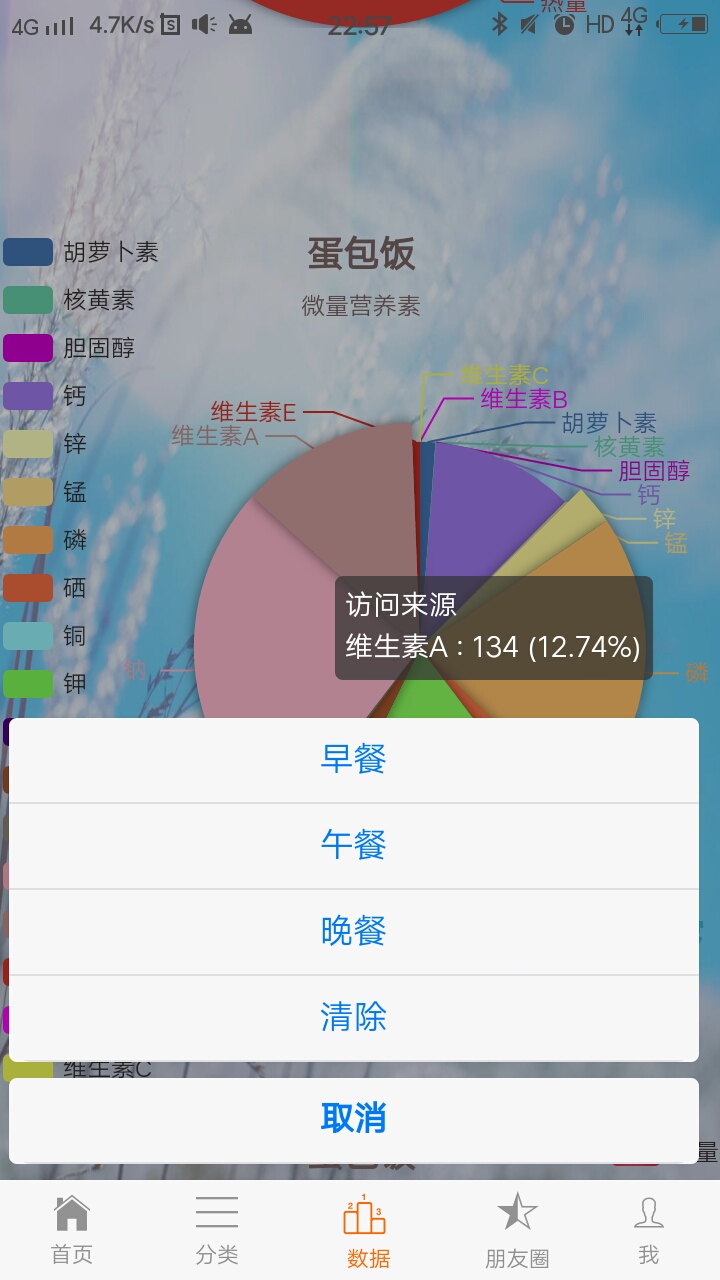 热量
4G 4.7K/s 22:57 HD 4G
蛋包饭
微量营养素
胡萝卜素
核黄素
胆固醇
钙
锌
锰
磷
硒
铜
钾
维生素C
维生素B
维生素E
胡萝卜素
维生素A
核黄素
胆固醇
钙
锌
锰
钠
磷
访问来源
维生素A : 134 (12.74%)
早餐
午餐
晚餐
清除
维生素C
取消
蛋包饭
量
首页
分类
数据
朋友圈
我